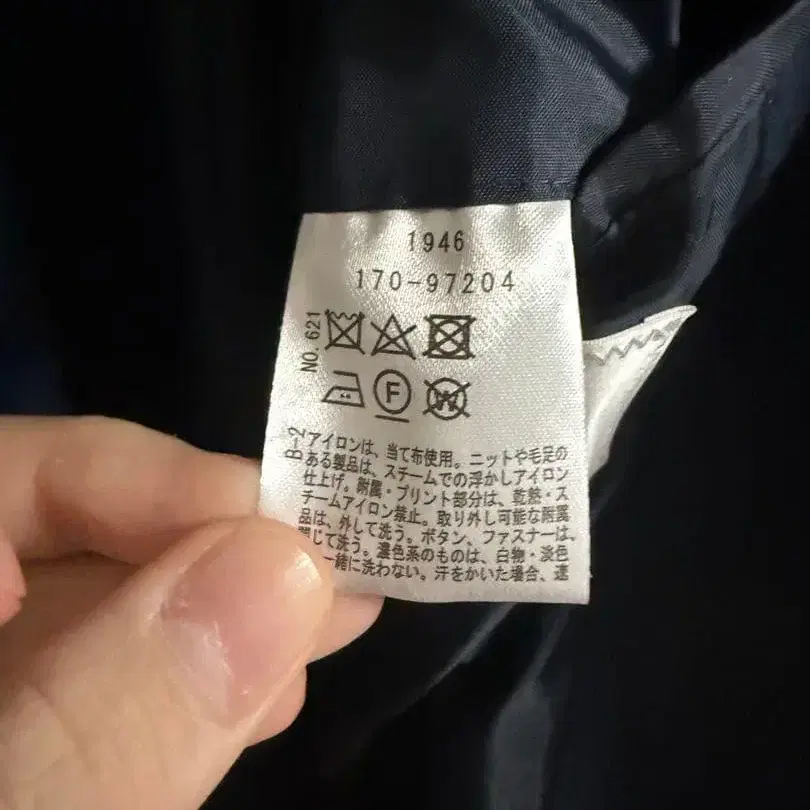 1946
170-97204
NO. 621
F
W
B-2
アイロンは、当て布使用。ニットや毛足の
ある製品は、スチームでの浮かしアイロン
仕上げ。附属・プリント部分は、乾熱・ス
チームアイロン禁止。取り外し可能な附属
品は、外して洗う。ボタン、ファスナーは、
閉じて洗う。濃色系のものは、白物・淡色
一緒に洗わない。汗をかいた場合、速